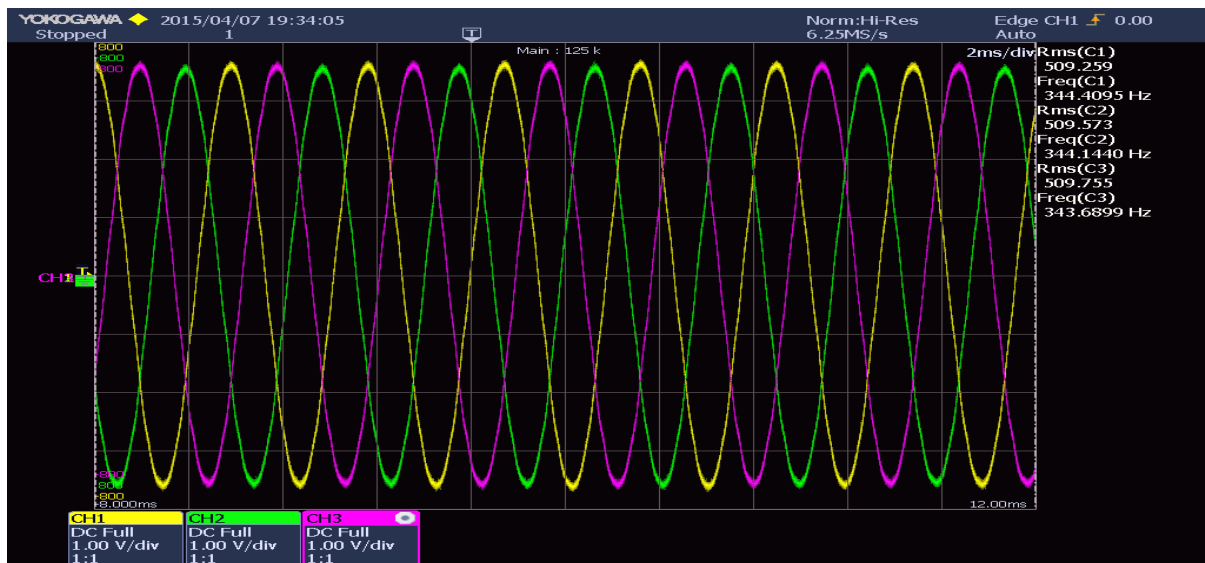 YOKOGAWA 2015/04/07 19:34:05 Norm:Hi-Res Edge CH1 0.00
Stopped 1 T 6.25MS/s Auto
800 Main : 125 k 2ms/div
800
800
Rms(C1)
509.259
Freq(C1)
344.4095 Hz
Rms(C2)
509.573
Freq(C2)
344.1440 Hz
Rms(C3)
509.755
Freq(C3)
343.6899 Hz
T
-800
-800
-800
-8.000ms 12.00ms
CH1 CH2 CH3
DC Full DC Full DC Full
1.00 V/div 1.00 V/div 1.00 V/div
1:1 1:1 1:1